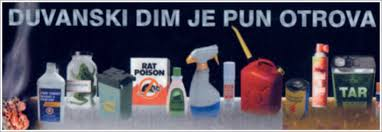 DUVANSKI DIM JE PUN OTROVA
RAT
POISON
TAR